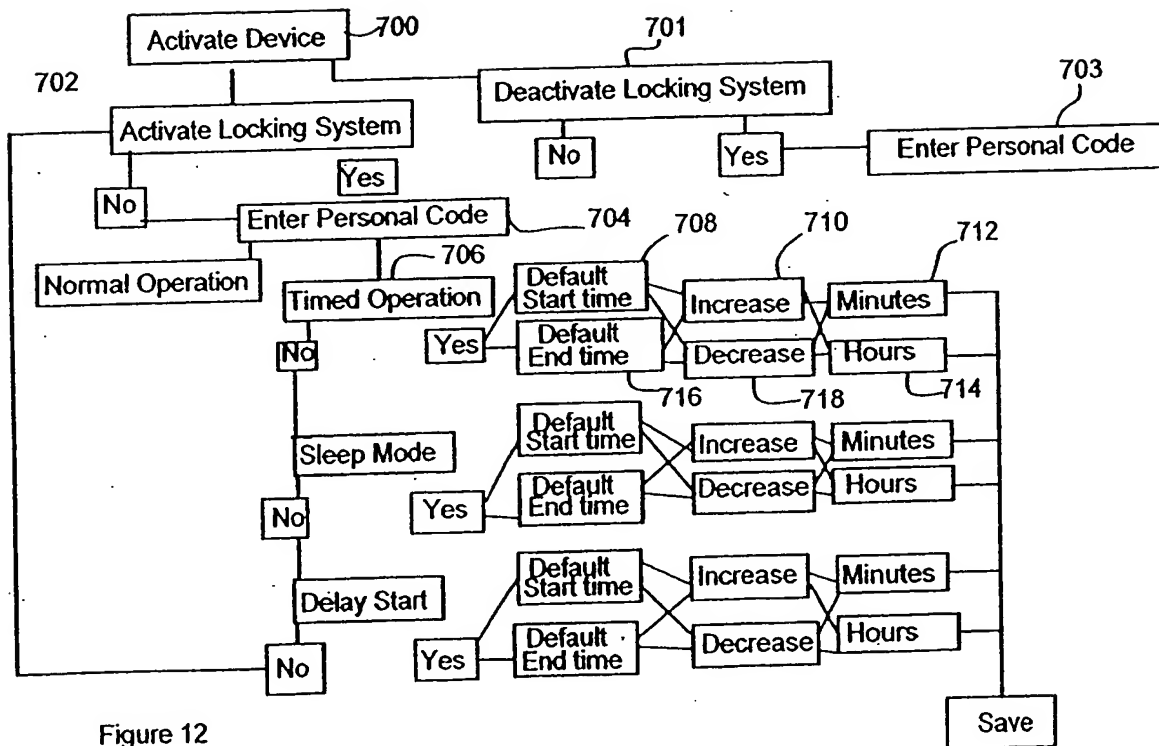 Activate Device
700
701
702
Deactivate Locking System
703
Activate Locking System
No
Yes
Enter Personal Code
Yes
No
Enter Personal Code
704
708
710
712
Normal Operation
706
Timed Operation
Default
Start time
Increase
Minutes
No
Yes
Default
End time
Decrease
Hours
716
718
714
Sleep Mode
Default
Start time
Increase
Minutes
No
Yes
Default
End time
Decrease
Hours
Delay Start
Default
Start time
Increase
Minutes
No
Yes
Default
End time
Decrease
Hours
Save
Figure 12